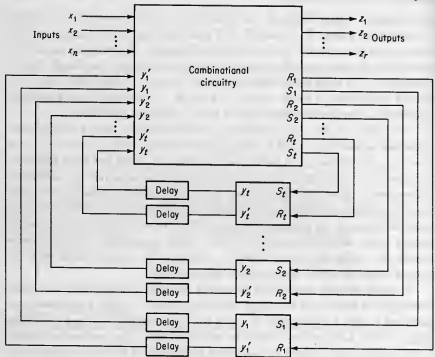 x₁ z₁
Inputs x₂ z₂ Outputs
⋮ ⋮
xₙ zᵣ
Combinational
circuitry
y₁′ R₁
y₁ S₁
y₂′ R₂
y₂ S₂
⋮ ⋮
yₜ′ Rₜ
yₜ Sₜ
Delay yₜ Sₜ
Delay yₜ′ Rₜ
⋮
Delay y₂ S₂
Delay y₂′ R₂
Delay y₁ S₁
Delay y₁′ R₁